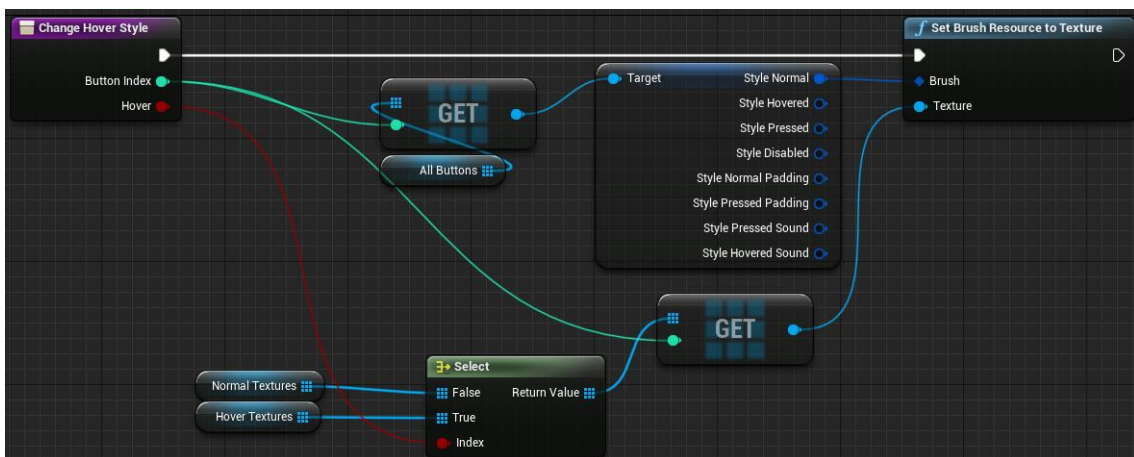 Change Hover Style
Button Index
Hover
GET
All Buttons
Target
Style Normal
Style Hovered
Style Pressed
Style Disabled
Style Normal Padding
Style Pressed Padding
Style Pressed Sound
Style Hovered Sound
f Set Brush Resource to Texture
Brush
Texture
GET
Normal Textures
Hover Textures
Select
False
Return Value
True
Index